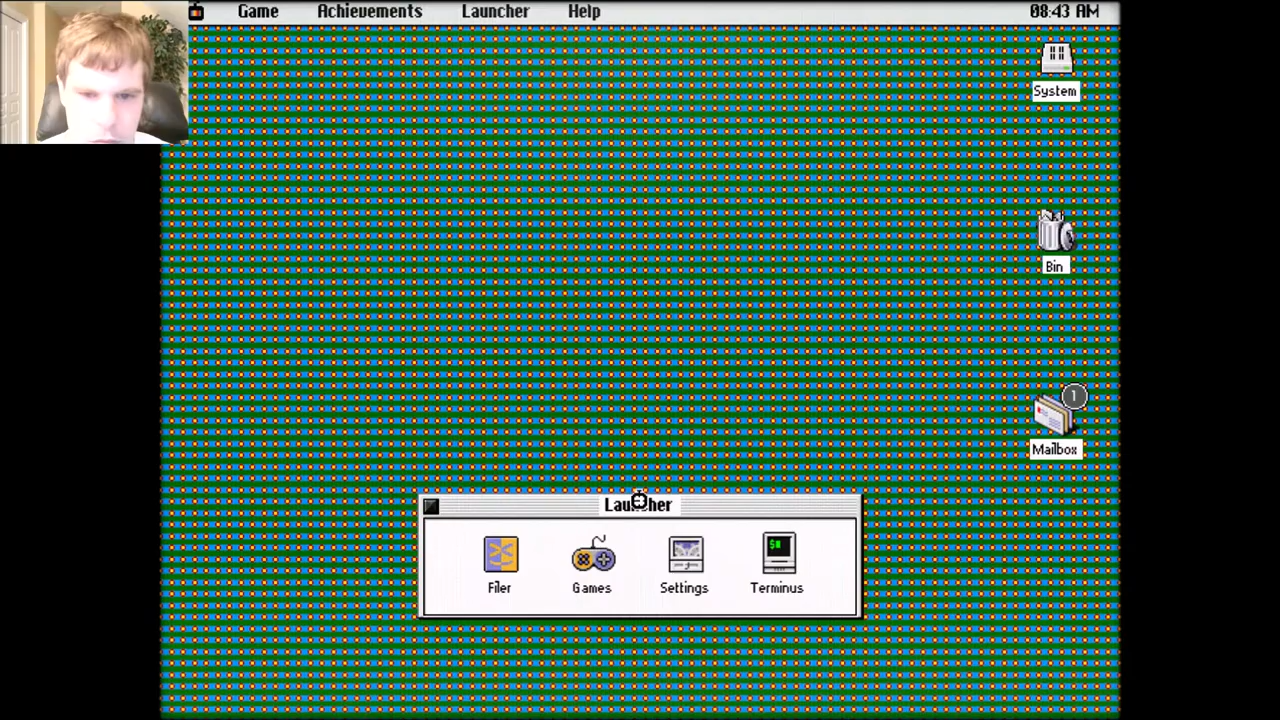 Game Achievements Launcher Help 08:43 AM
System
Bin
1
Mailbox
Launcher
$#
Filer Games Settings Terminus